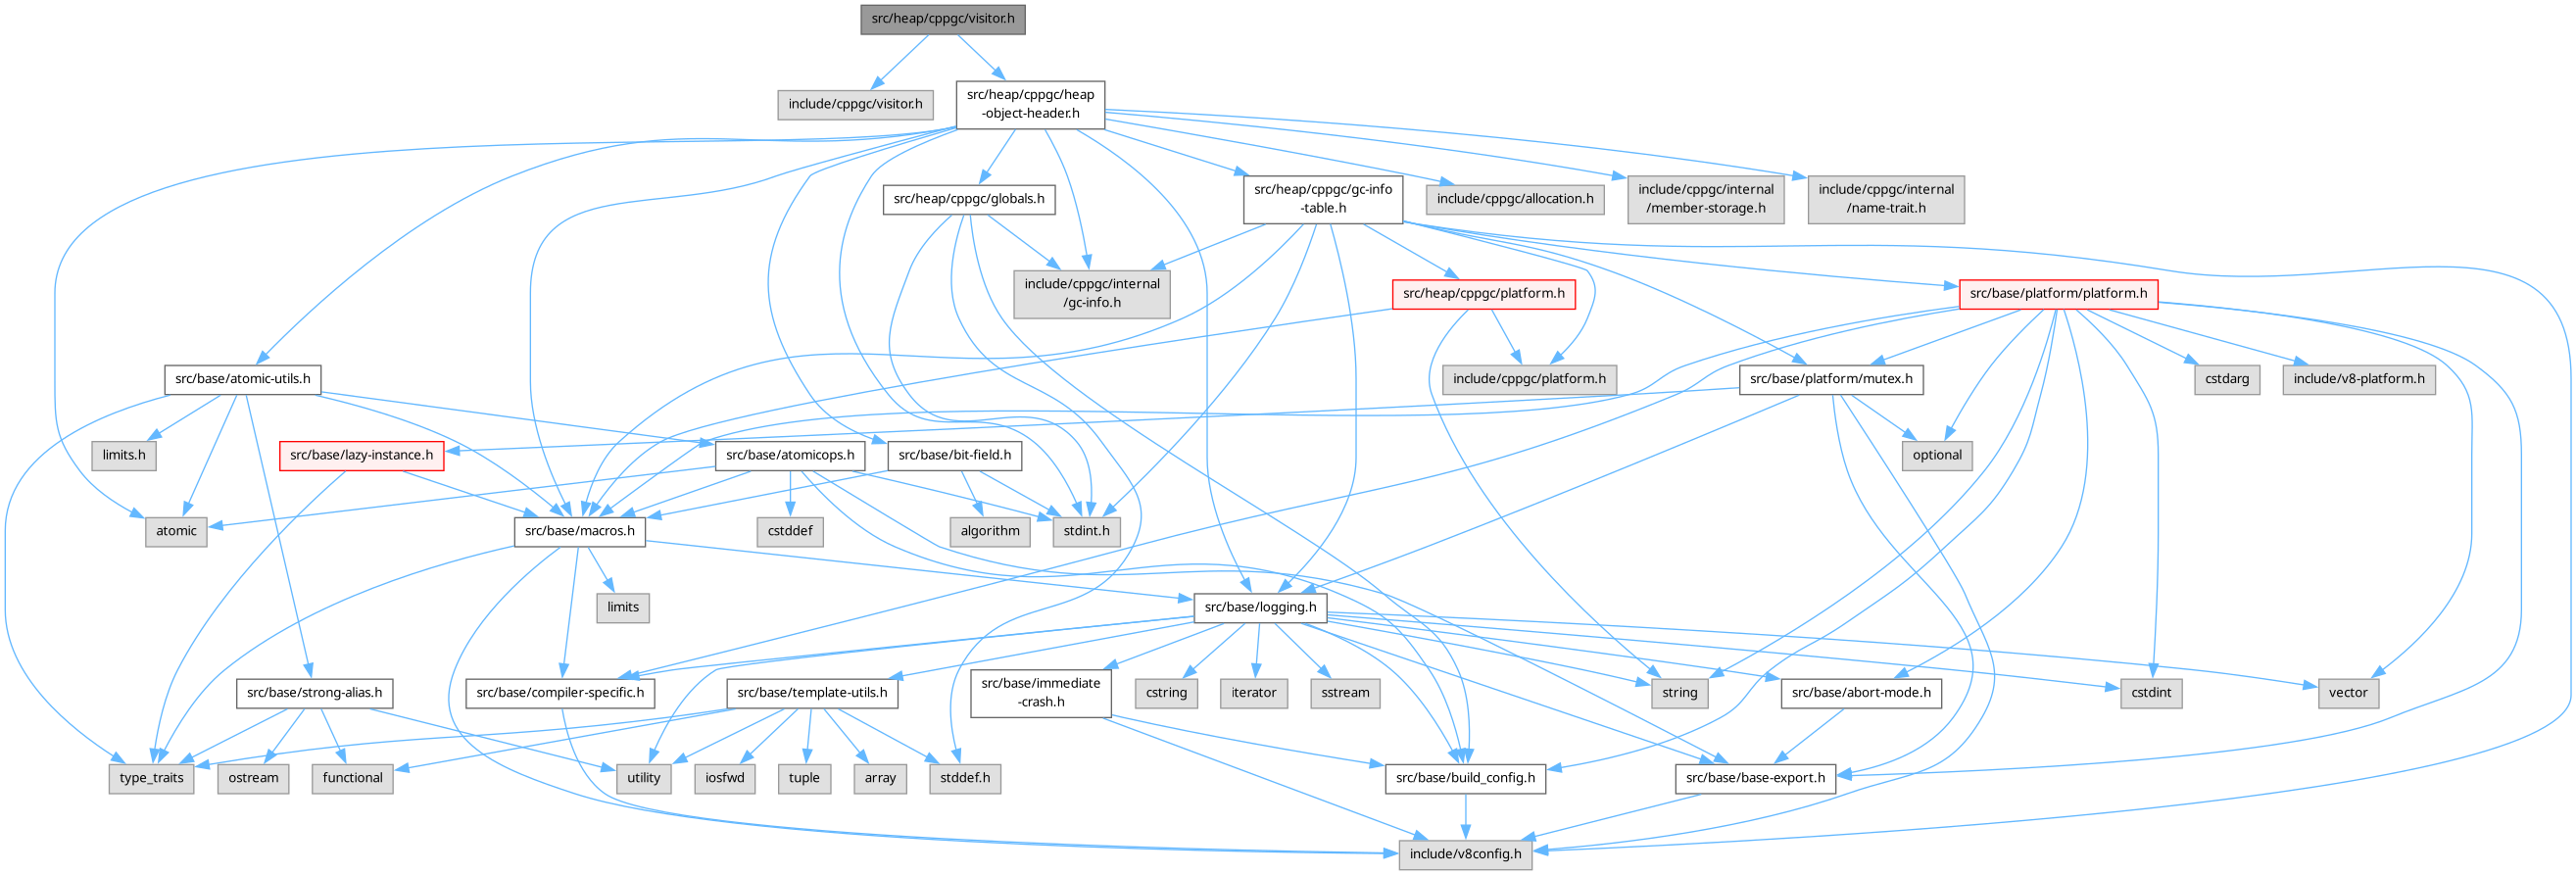 src/heap/cppgc/visitor.h
include/cppgc/visitor.h
src/heap/cppgc/heap
-object-header.h
src/heap/cppgc/globals.h
src/heap/cppgc/gc-info
-table.h
include/cppgc/allocation.h
include/cppgc/internal
/member-storage.h
include/cppgc/internal
/name-trait.h
include/cppgc/internal
/gc-info.h
src/heap/cppgc/platform.h
src/base/platform/platform.h
src/base/atomic-utils.h
include/cppgc/platform.h
src/base/platform/mutex.h
cstdarg
include/v8-platform.h
limits.h
src/base/lazy-instance.h
src/base/atomicops.h
src/base/bit-field.h
optional
atomic
src/base/macros.h
cstddef
algorithm
stdint.h
limits
src/base/logging.h
src/base/strong-alias.h
src/base/compiler-specific.h
src/base/template-utils.h
src/base/immediate
-crash.h
cstring
iterator
sstream
string
src/base/abort-mode.h
cstdint
vector
type_traits
ostream
functional
utility
iosfwd
tuple
array
stddef.h
src/base/build_config.h
src/base/base-export.h
include/v8config.h